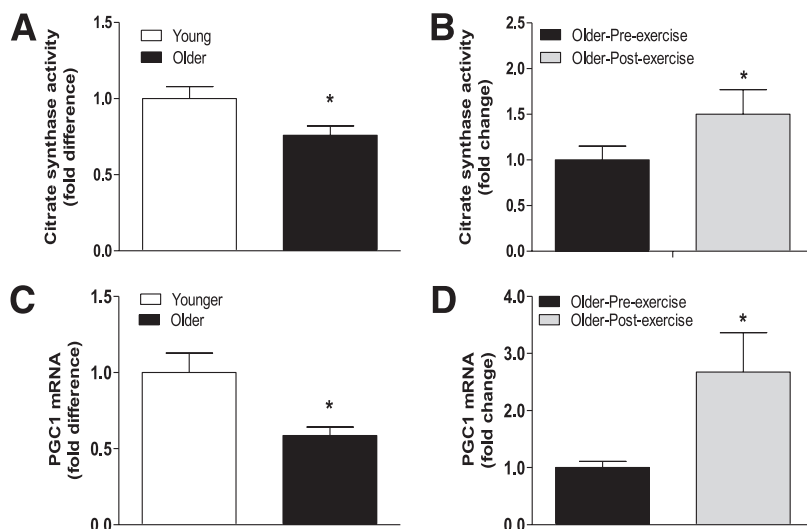 A
Citrate synthase activity
(fold difference)
1.5
1.0
0.5
0.0
Young
Older
*
B
Citrate synthase activity
(fold change)
2.5
2.0
1.5
1.0
0.5
0.0
Older-Pre-exercise
Older-Post-exercise
*
C
PGC1 mRNA
(fold difference)
1.5
1.0
0.5
0.0
Younger
Older
*
D
PGC1 mRNA
(fold change)
4.0
3.0
2.0
1.0
0.0
Older-Pre-exercise
Older-Post-exercise
*